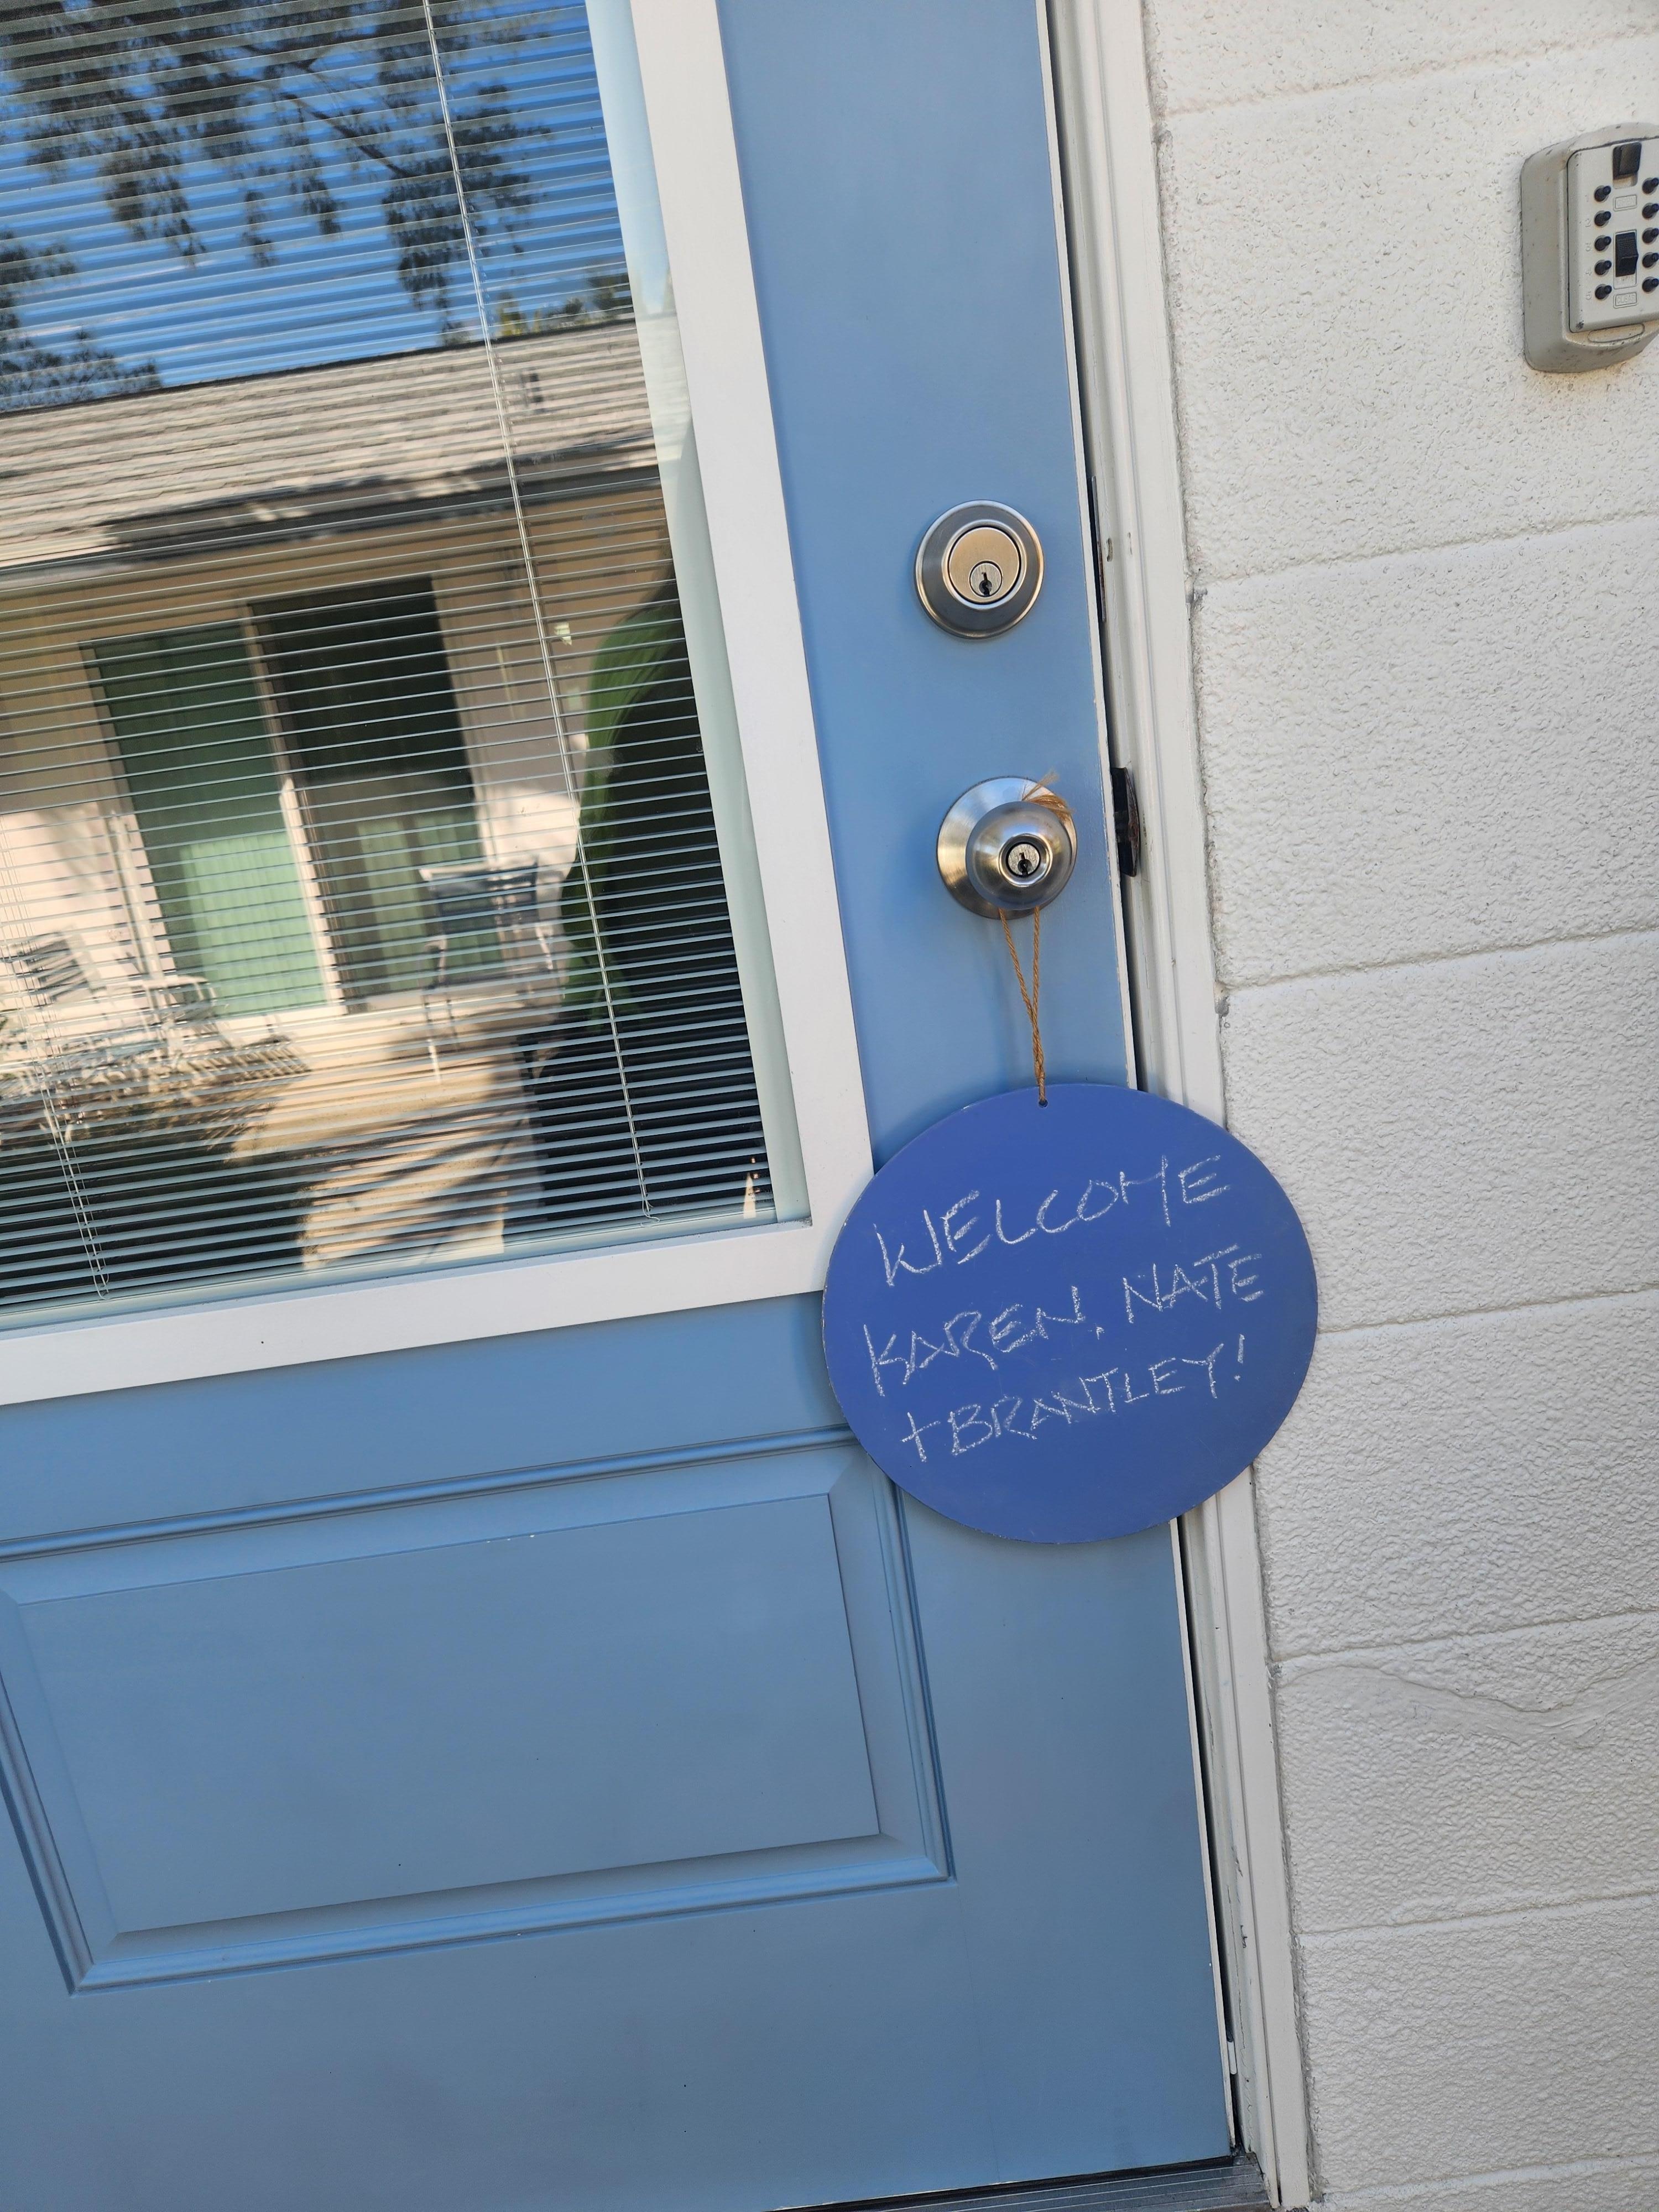 WELCOME
KAREN, NATE
+ BRANTLEY!